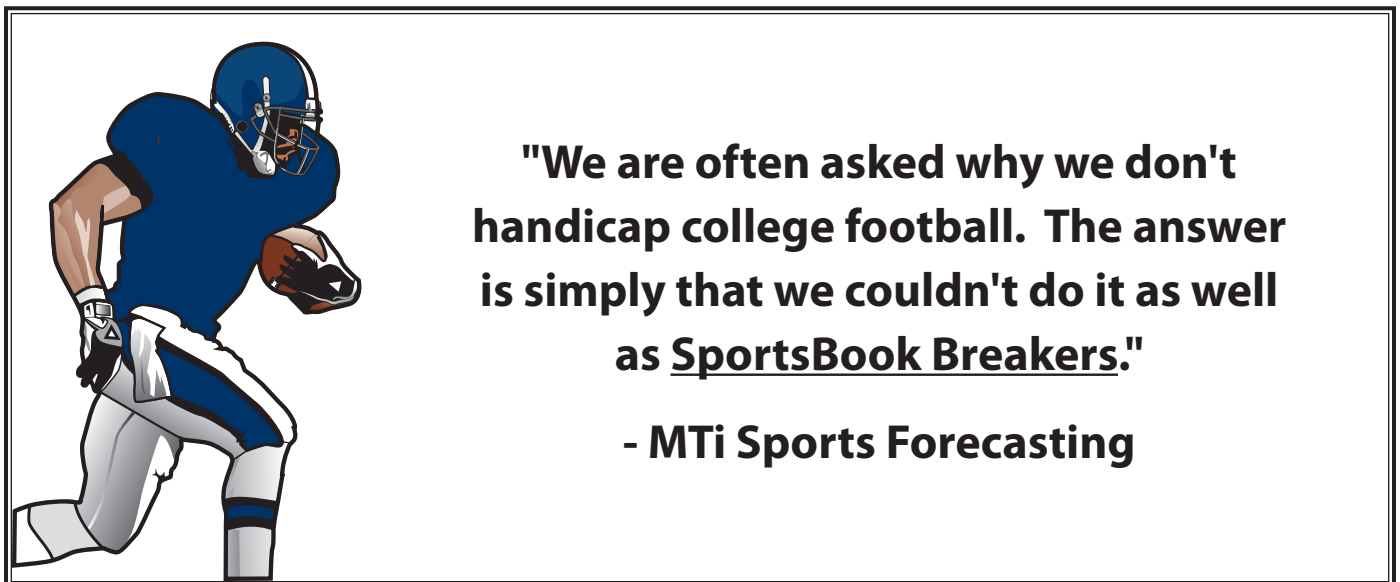 "We are often asked why we don't
handicap college football.  The answer
is simply that we couldn't do it as well
as SportsBook Breakers."
- MTi Sports Forecasting